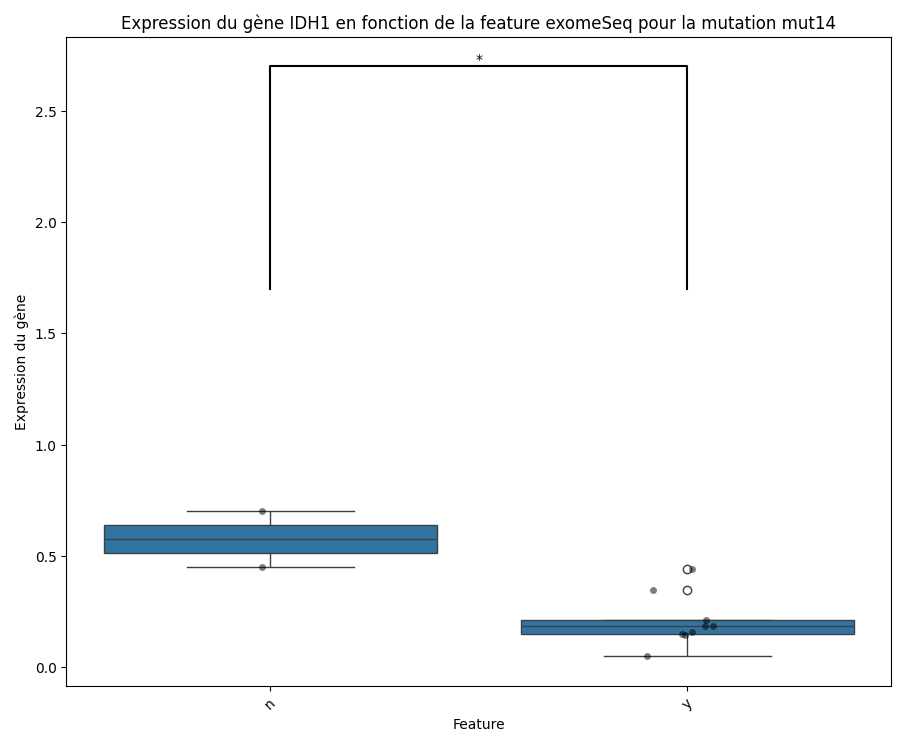 Expression du gène IDH1 en fonction de la feature exomeSeq pour la mutation mut14
*
2.5
2.0
1.5
1.0
0.5
0.0
Expression du gène
n
y
Feature